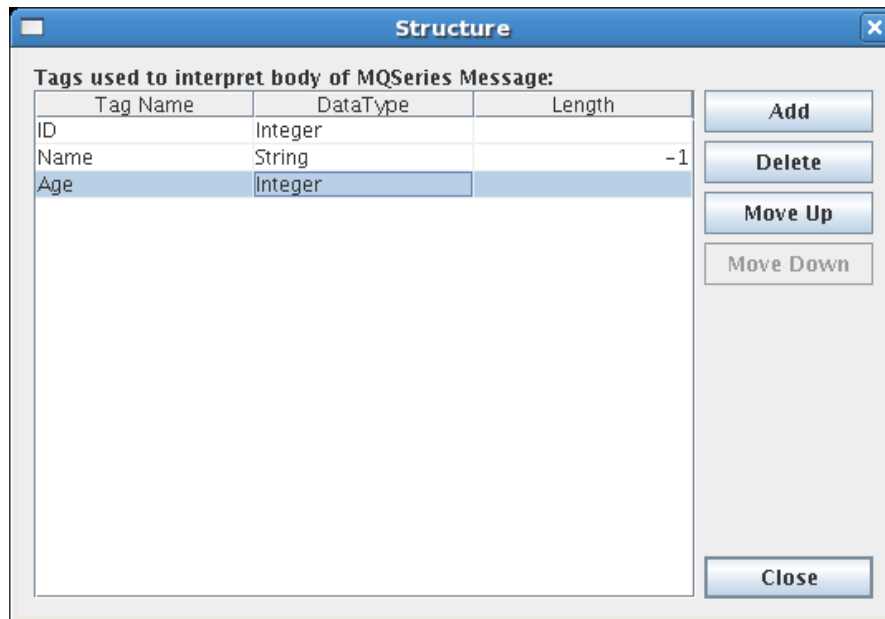 Structure
Tags used to interpret body of MQSeries Message:
Tag Name DataType Length
ID Integer
Name String -1
Age Integer
Add
Delete
Move Up
Move Down
Close